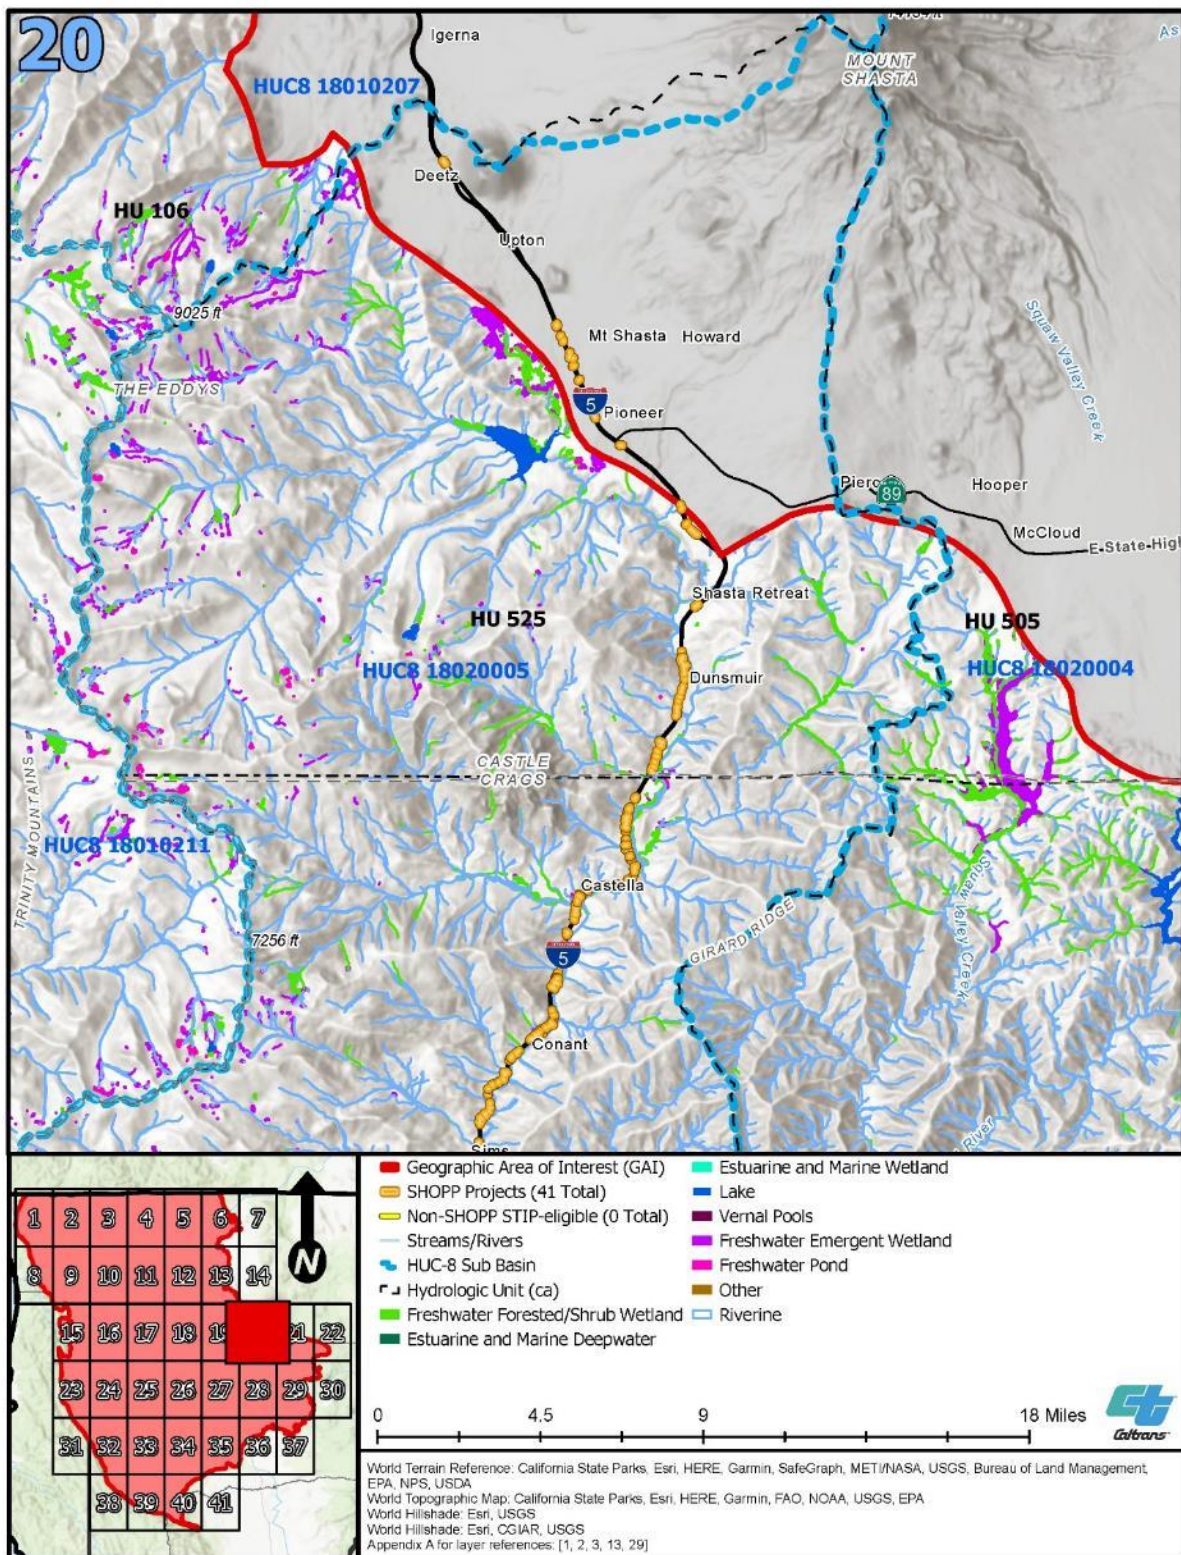 20
Igerna
14164 ft
As
MOUNT
SHASTA
HUC8 18010207
Deetz
HU 106
Upton
9025 ft
Mt Shasta
Howard
Squaw Valley Creek
THE EDDYS
5
Pioneer
Pierce
89
Hooper
McCloud
E State High
Shasta Retreat
HU 525
HU 505
HUC8 18020005
Dunsmuir
HUC8 18020004
CASTLE
CRAGS
TRINITY MOUNTAINS
HUC8 18010211
Castella
Squaw Valley Creek
GIRARD RIDGE
7256 ft
5
Conant
Sims
River
1 2 3 4 5 6 7
8 9 10 11 12 13 14
15 16 17 18 19 21 22
23 24 25 26 27 28 29 30
31 32 33 34 35 36 37
38 39 40 41
N
Geographic Area of Interest (GAI)
SHOPP Projects (41 Total)
Non-SHOPP STIP-eligible (0 Total)
Streams/Rivers
HUC-8 Sub Basin
Hydrologic Unit (ca)
Freshwater Forested/Shrub Wetland
Estuarine and Marine Deepwater
Estuarine and Marine Wetland
Lake
Vernal Pools
Freshwater Emergent Wetland
Freshwater Pond
Other
Riverine
0 4.5 9 18 Miles
Ct
Caltrans
World Terrain Reference: California State Parks, Esri, HERE, Garmin, SafeGraph, METI/NASA, USGS, Bureau of Land Management,
EPA, NPS, USDA
World Topographic Map: California State Parks, Esri, HERE, Garmin, FAO, NOAA, USGS, EPA
World Hillshade: Esri, USGS
World Hillshade: Esri, CGIAR, USGS
Appendix A for layer references: [1, 2, 3, 13, 29]